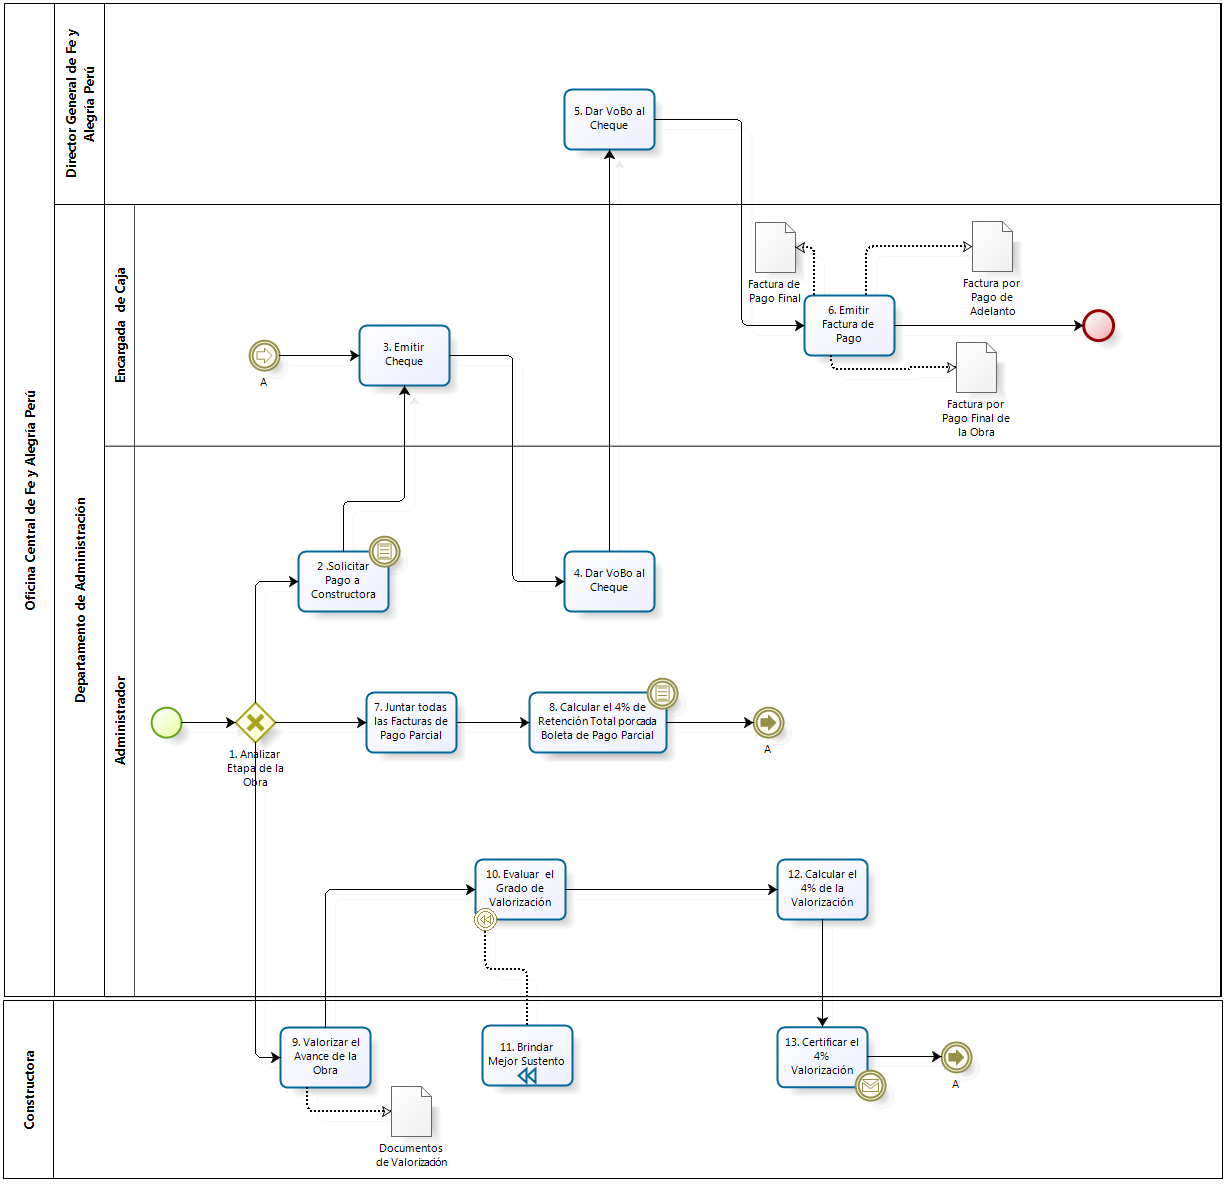 Oficina Central de Fe y Alegría Perú
Director General de Fe y
Alegría Perú
5. Dar VoBo al
Cheque
Departamento de Administración
Encargada  de Caja
A
3. Emitir
Cheque
Factura de
Pago Final
6. Emitir
Factura de
Pago
Factura por
Pago de
Adelanto
Factura por
Pago Final de
la Obra
Administrador
1. Analizar
Etapa de la
Obra
2 .Solicitar
Pago a
Constructora
4. Dar VoBo al
Cheque
7. Juntar todas
las Facturas de
Pago Parcial
8. Calcular el 4% de
Retención Total porcada
Boleta de Pago Parcial
A
10. Evaluar  el
Grado de
Valorización
12. Calcular el
4% de la
Valorización
Constructora
9. Valorizar el
Avance de la
Obra
Documentos
de Valorización
11. Brindar
Mejor Sustento
13. Certificar el
4%
Valorización
A